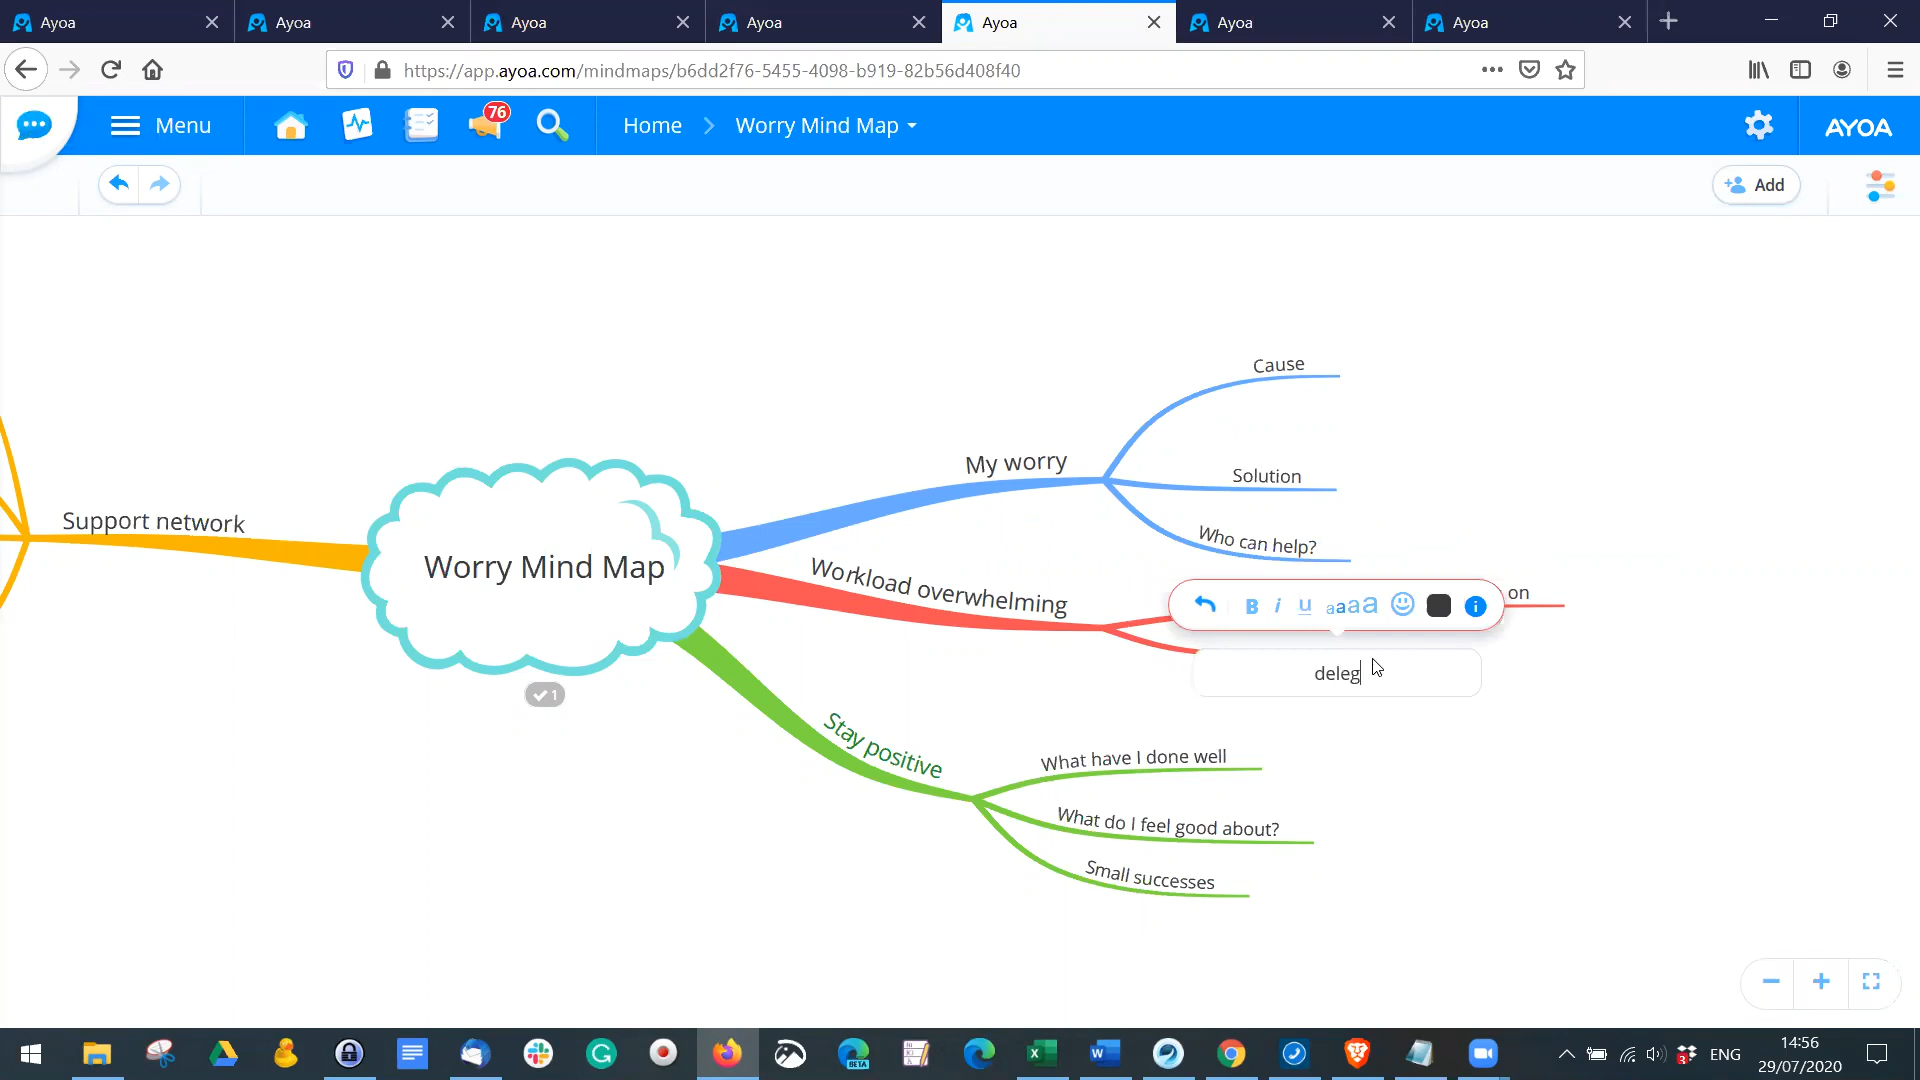 Ayoa
Ayoa
Ayoa
Ayoa
Ayoa
Ayoa
Ayoa
https://app.ayoa.com/mindmaps/b6dd2f76-5455-4098-b919-82b56d408f40
Menu
76
Home
Worry Mind Map
AYOA
Add
Cause
My worry
Solution
Support network
Who can help?
Worry Mind Map
Workload overwhelming
on
B i u aaaa
i
deleg
1
Stay positive
What have I done well
What do I feel good about?
Small successes
BETA
3
ENG
14:56
29/07/2020